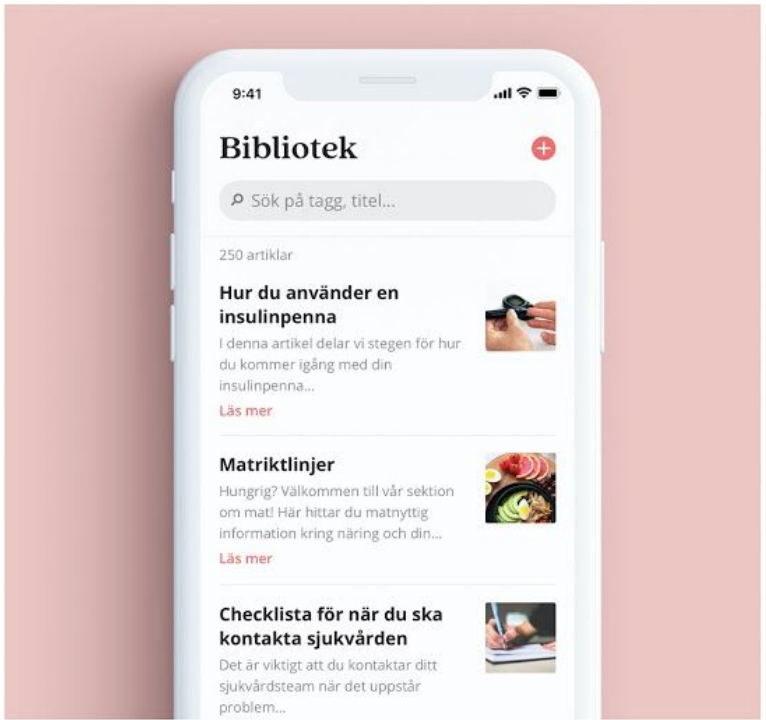 9:41
Bibliotek
Sök på tagg, titel...
250 artiklar
Hur du använder en
insulinpenna
I denna artikel delar vi stegen för hur
du kommer igång med din
insulinpenna...
Läs mer
Matriktlinjer
Hungrig? Välkommen till vår sektion
om mat! Här hittar du matnyttig
information kring näring och din...
Läs mer
Checklista för när du ska
kontakta sjukvården
Det är viktigt att du kontaktar ditt
sjukvårdsteam när det uppstår
problem...